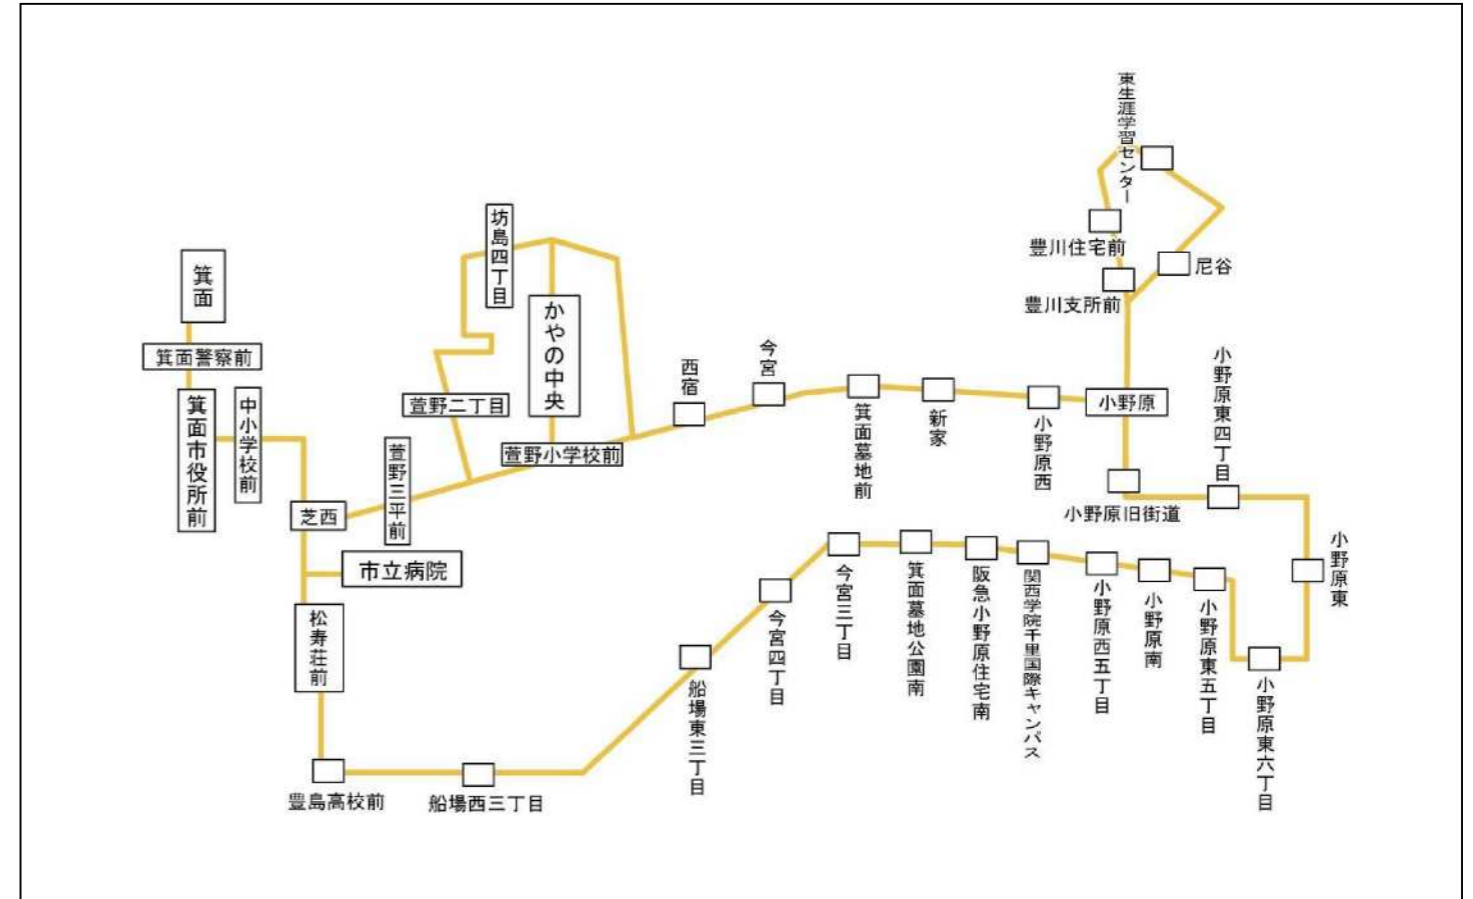 東生涯学習センター
豊川住宅前
尼谷
豊川支所前
坊島四丁目
箕面
かやの中央
箕面警察前
箕面市役所前
中小学校前
萱野二丁目
萱野三平前
萱野小学校前
芝西
市立病院
西宿
今宮
箕面墓地前
新家
小野原西
小野原
小野原東四丁目
小野原旧街道
小野原東
松寿荘前
豊島高校前
船場西三丁目
船場東三丁目
今宮四丁目
今宮三丁目
箕面墓地公園南
阪急小野原住宅南
関西学院千里国際キャンパス
小野原西五丁目
小野原南
小野原東五丁目
小野原東六丁目